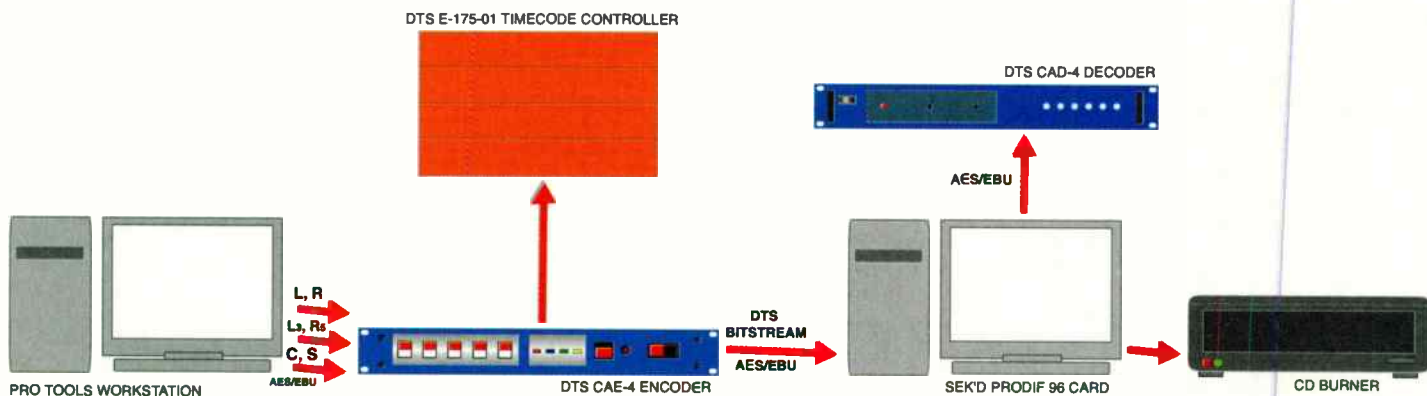 DTS E-175-01 TIMECODE CONTROLLER
DTS CAD-4 DECODER
AES/EBU
L, R
L3, R5
C, S
AES/EBU
DTS
BITSTREAM
AES/EBU
PRO TOOLS WORKSTATION
DTS CAE-4 ENCODER
SEK'D PRODIF 96 CARD
CD BURNER